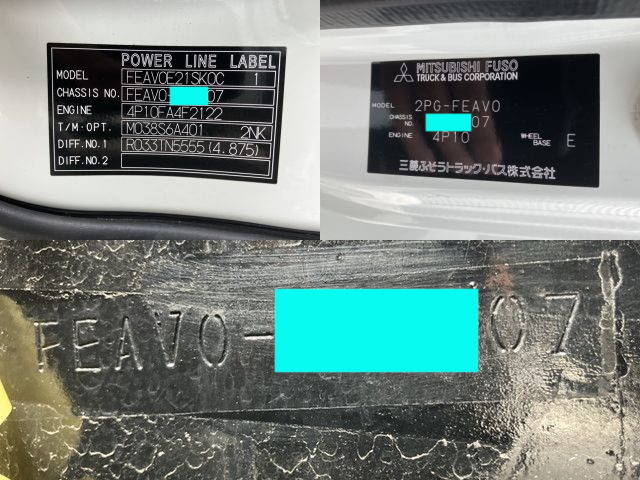 POWER LINE LABEL
MODEL FEAV0E21SK0C 1
CHASSIS NO. FEAV0- 07
ENGINE 4P10FA4F2122
T/M·OPT. M038S6A401 2NK
DIFF. NO.1 R033TN5555 (4.875)
DIFF. NO.2
MITSUBISHI FUSO
TRUCK & BUS CORPORATION
MODEL 2PG-FEAV0
CHASSIS NO. 07
ENGINE 4P10 WHEEL BASE E
三菱ふそうトラック・バス株式会社
FEAV0- 07